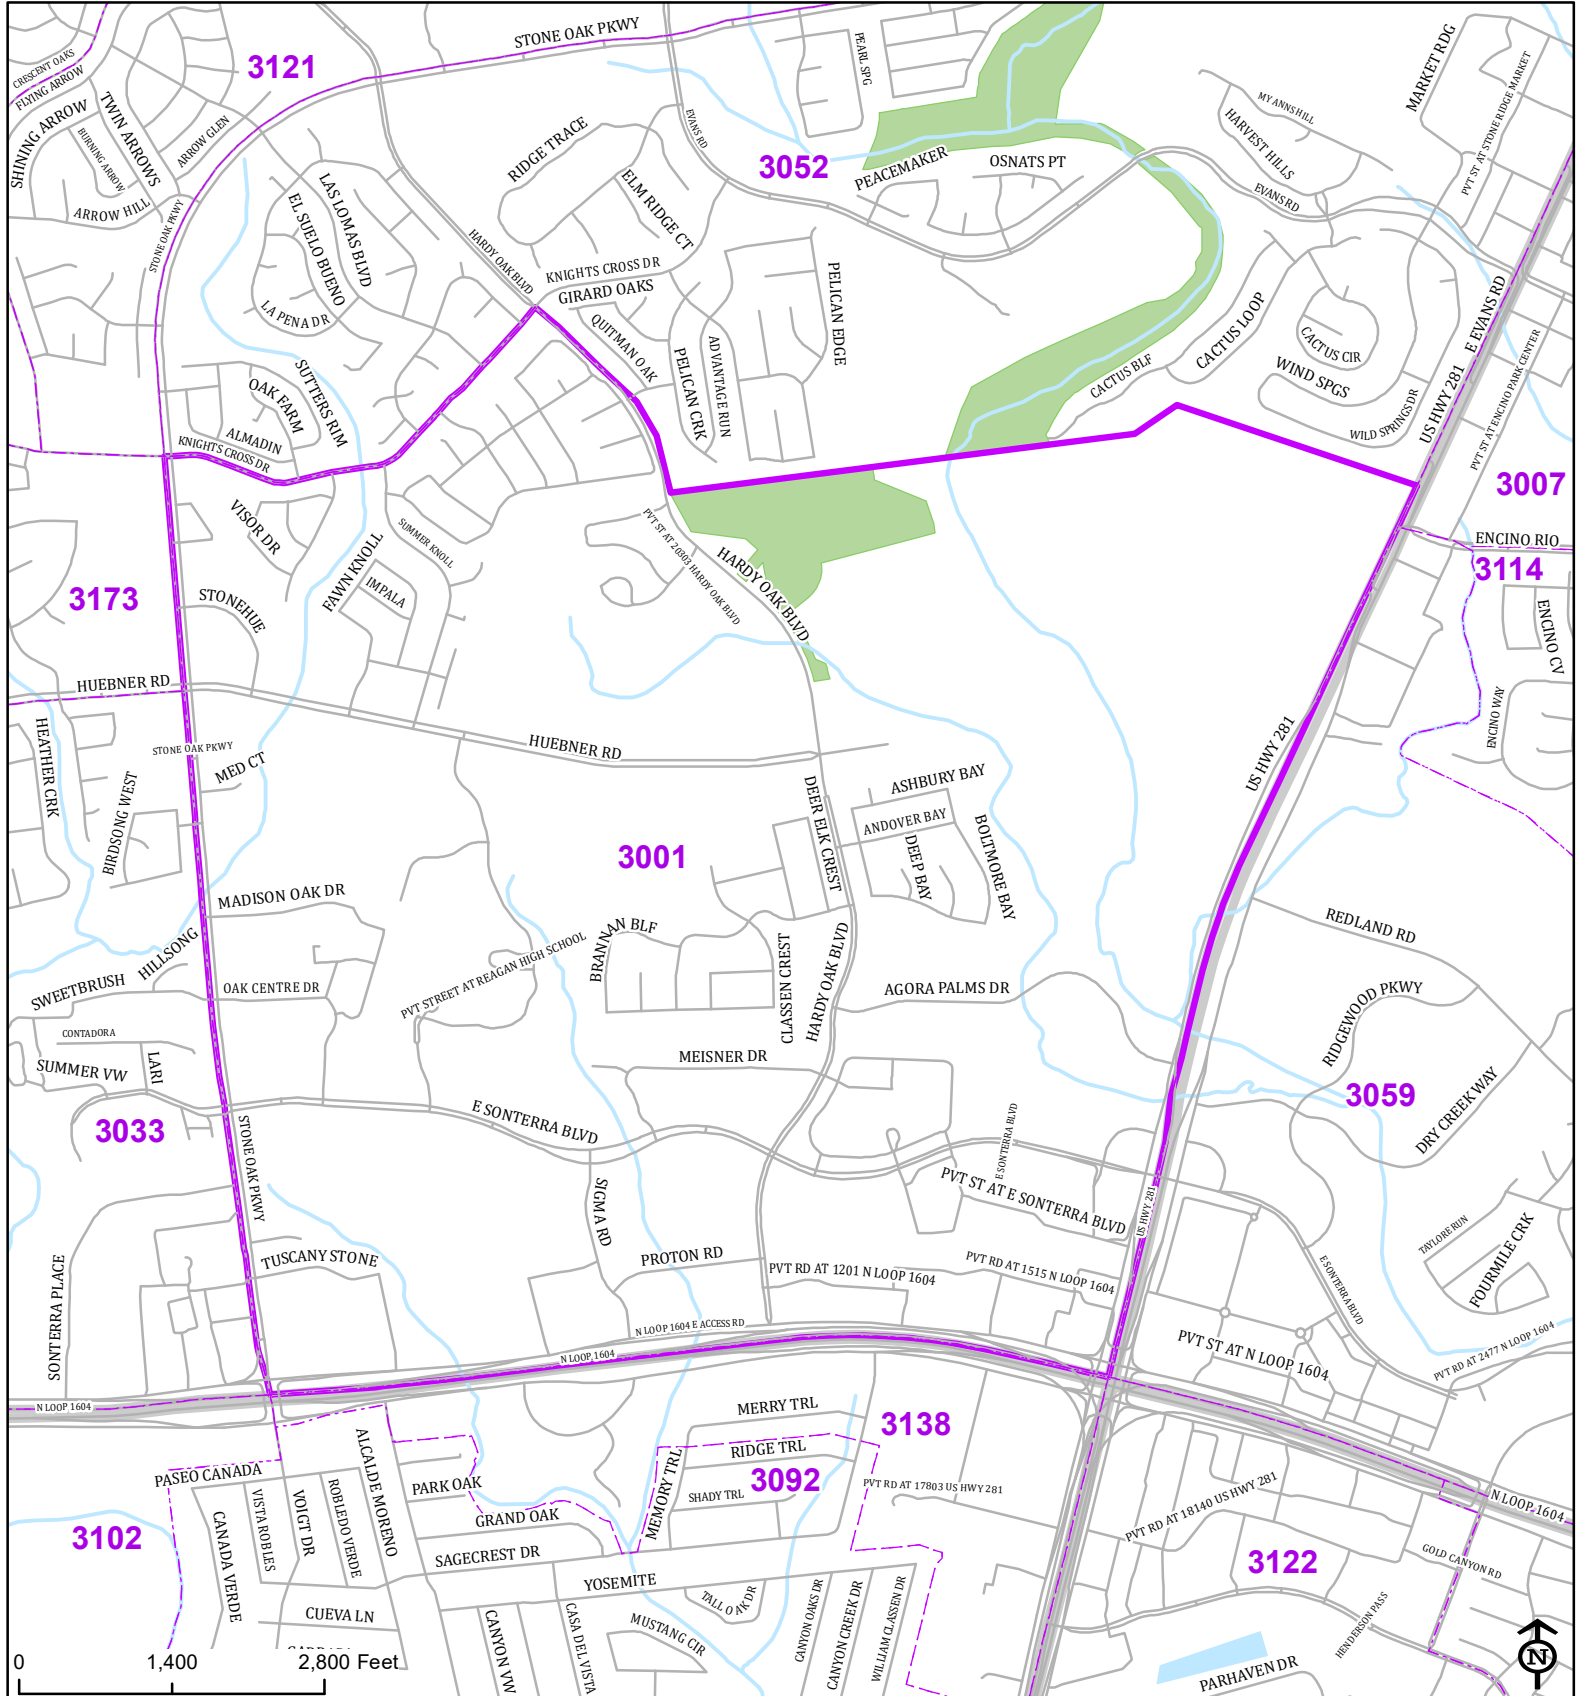 STONE OAK PKWY
3121
CRESCENT OAKS
FLYING ARROW
SHINING ARROW
TWIN ARROWS
BURNING ARROW
ARROW GLEN
ARROW HILL
STONE OAK PKWY
PEARL SPG
EVANS RD
3052
RIDGE TRACE
ELM RIDGE CT
PEACEMAKER
OSNATS PT
MARKET RDG
MY ANNS HILL
HARVEST HILLS
PVT ST AT STONE RIDGE MARKET
EVANS RD
LAS LOMAS BLVD
EL SUELO BUENO
LA PENA DR
HARDY OAK BLVD
KNIGHTS CROSS DR
GIRARD OAKS
QUITMAN OAK
PELICAN EDGE
PELICAN CRK
ADVANTAGE RUN
CACTUS LOOP
CACTUS BLF
CACTUS CIR
WIND SPGS
WILD SPRINGS DR
US HWY 281
E EVANS RD
PVT ST AT ENCINO PARK CENTER
SUTTERS RIM
OAK FARM
ALMADIN
KNIGHTS CROSS DR
3007
ENCINO RIO
3114
ENCINO CV
ENCINO WAY
VISOR DR
SUMMER KNOLL
FAWN KNOLL
IMPALA
STONEHUE
3173
PVT ST AT 20303 HARDY OAK BLVD
HARDY OAK BLVD
HUEBNER RD
HEATHER CRK
STONE OAK PKWY
MED CT
BIRDSONG WEST
HUEBNER RD
US HWY 281
DEER ELK CREST
ASHBURY BAY
ANDOVER BAY
DEEP BAY
BOLTMORE BAY
3001
MADISON OAK DR
HILLSONG
SWEETBRUSH
OAK CENTRE DR
PVT STREET AT REAGAN HIGH SCHOOL
BRANNAN BLF
CLASSEN CREST
HARDY OAK BLVD
AGORA PALMS DR
REDLAND RD
RIDGEWOOD PKWY
CONTADORA
LARI
SUMMER VW
MEISNER DR
3059
DRY CREEK WAY
3033
E SONTERRA BLVD
E SONTERRA BLVD
PVT ST AT E SONTERRA BLVD
STONE OAK PKWY
SIGMA RD
US HWY 281
TAYLORE RUN
FOURMILE CRK
SONTERRA PLACE
TUSCANY STONE
PROTON RD
PVT RD AT 1201 N LOOP 1604
PVT RD AT 1515 N LOOP 1604
E SONTERRA BLVD
N LOOP 1604 E ACCESS RD
N LOOP 1604
PVT ST AT N LOOP 1604
PVT RD AT 2477 N LOOP 1604
N LOOP 1604
MERRY TRL
3138
RIDGE TRL
3092
SHADY TRL
MEMORY TRL
PVT RD AT 17803 US HWY 281
PASEO CANADA
ALCALDE MORENO
PARK OAK
GRAND OAK
VISTA ROBLES
VOIGT DR
ROBLEDO VERDE
CANADA VERDE
3102
SAGECREST DR
YOSEMITE
PVT RD AT 18140 US HWY 281
N LOOP 1604
3122
GOLD CANYON RD
HENDERSON PASS
CUEVA LN
CANYON VW
CASA DEL VISTA
TALL OAK DR
MUSTANG CIR
CANYON OAKS DR
CANYON CREEK DR
WILLIAM CLASSEN DR
PARHAVEN DR
0 1,400 2,800 Feet
N